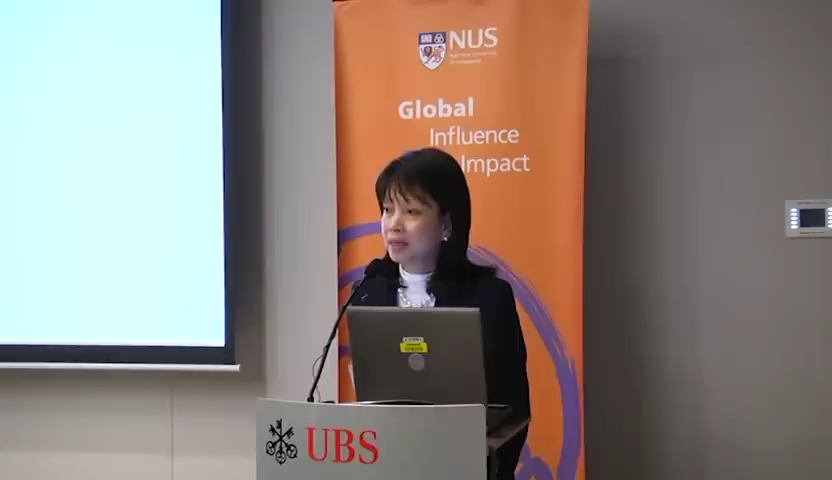 NUS
Global
Influence
Impact
UBS